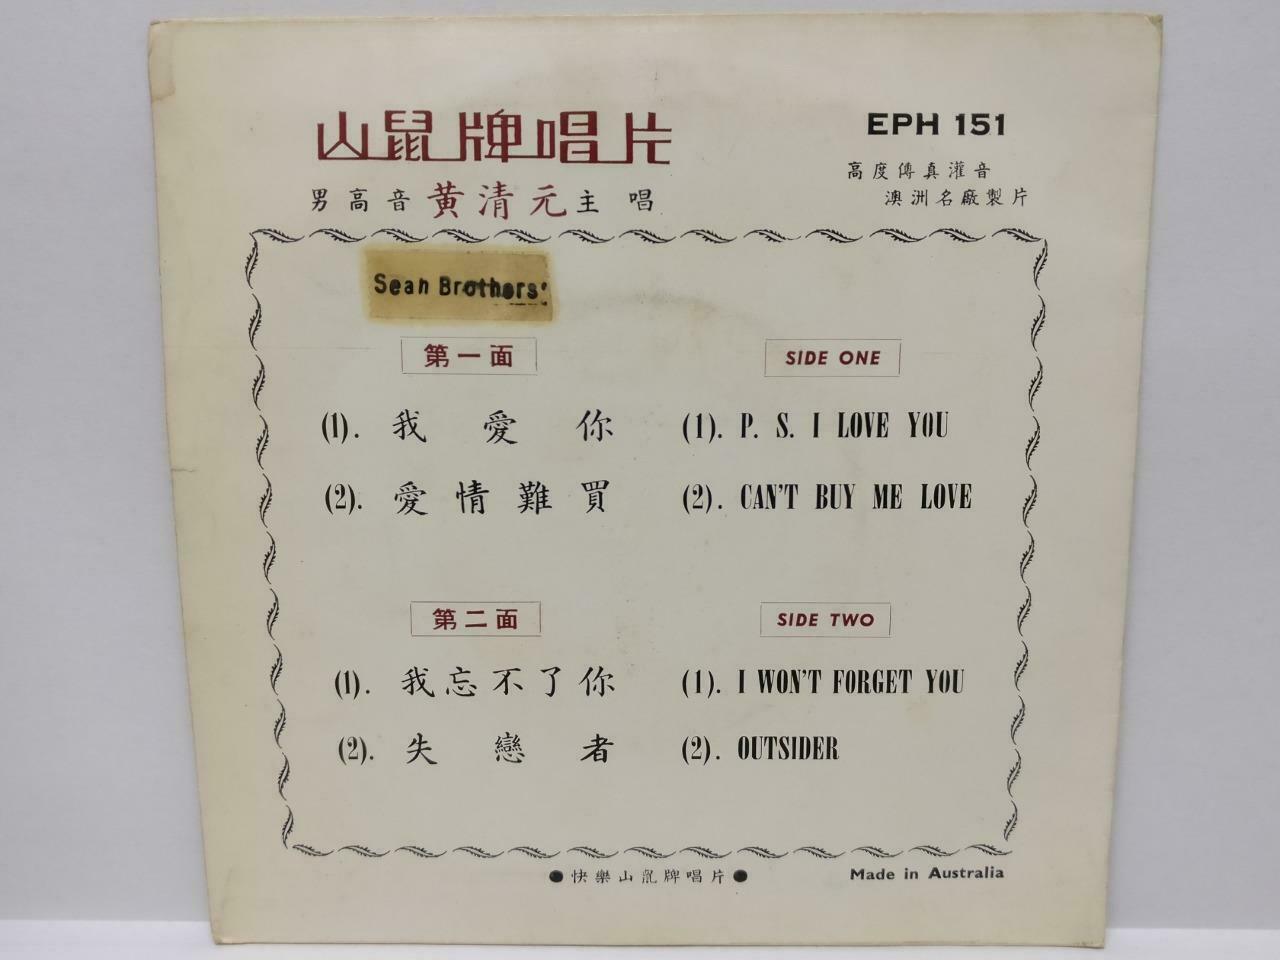 山鼠牌唱片
EPH 151
高度傳真灌音
男高音黄清元主唱
澳洲名廠製片
Sean Brothers'
第一面
SIDE ONE
(1). 我愛你
(1). P. S. I LOVE YOU
(2). 愛情難買
(2). CAN'T BUY ME LOVE
第二面
SIDE TWO
(1). 我忘不了你
(1). I WON'T FORGET YOU
(2). 失戀者
(2). OUTSIDER
●快樂山鼠牌唱片●
Made in Australia